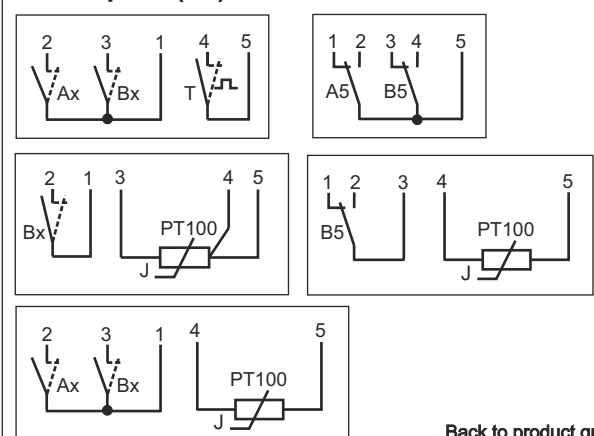 2 3 1 4 5
Ax Bx T
1 2 3 4 5
A5 B5
2 1 3 4 5
Bx PT100
J
1 2 3 4 5
B5 PT100
J
2 3 1 4 5
Ax Bx PT100
J
Back to product